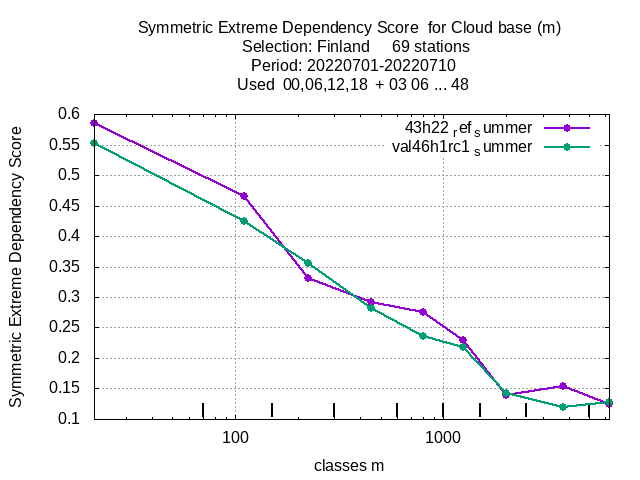 Symmetric Extreme Dependency Score for Cloud base (m)
Selection: Finland 69 stations
Period: 20220701-20220710
Used 00,06,12,18 + 03 06 ... 48
Symmetric Extreme Dependency Score
0.6
0.55
0.5
0.45
0.4
0.35
0.3
0.25
0.2
0.15
0.1
43h22 ref summer
val46h1rc1 summer
100 1000
classes m